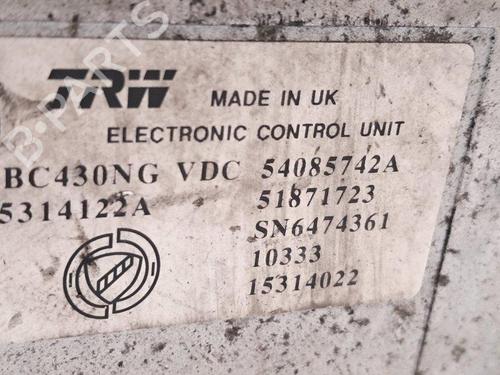 B-PARTS
TRW MADE IN UK
ELECTRONIC CONTROL UNIT
BC430NG VDC 54085742A
5314122A 51871723
SN6474361
10333
15314022